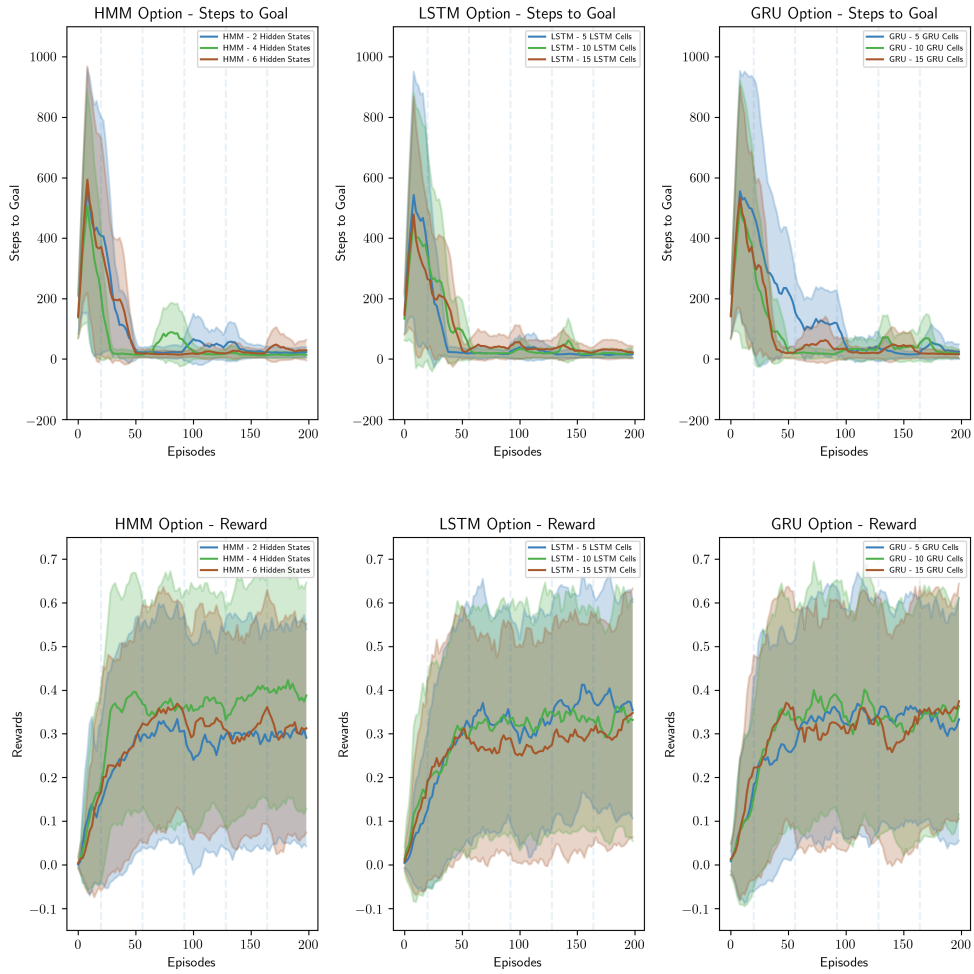 HMM Option - Steps to Goal
HMM - 2 Hidden States
HMM - 4 Hidden States
HMM - 6 Hidden States
1000
800
600
400
200
0
−200
Steps to Goal
0 50 100 150 200
Episodes
LSTM Option - Steps to Goal
LSTM - 5 LSTM Cells
LSTM - 10 LSTM Cells
LSTM - 15 LSTM Cells
1000
800
600
400
200
0
−200
Steps to Goal
0 50 100 150 200
Episodes
GRU Option - Steps to Goal
GRU - 5 GRU Cells
GRU - 10 GRU Cells
GRU - 15 GRU Cells
1000
800
600
400
200
0
−200
Steps to Goal
0 50 100 150 200
Episodes
HMM Option - Reward
HMM - 2 Hidden States
HMM - 4 Hidden States
HMM - 6 Hidden States
0.7
0.6
0.5
0.4
0.3
0.2
0.1
0.0
−0.1
Rewards
0 50 100 150 200
Episodes
LSTM Option - Reward
LSTM - 5 LSTM Cells
LSTM - 10 LSTM Cells
LSTM - 15 LSTM Cells
0.7
0.6
0.5
0.4
0.3
0.2
0.1
0.0
−0.1
Rewards
0 50 100 150 200
Episodes
GRU Option - Reward
GRU - 5 GRU Cells
GRU - 10 GRU Cells
GRU - 15 GRU Cells
0.7
0.6
0.5
0.4
0.3
0.2
0.1
0.0
−0.1
Rewards
0 50 100 150 200
Episodes